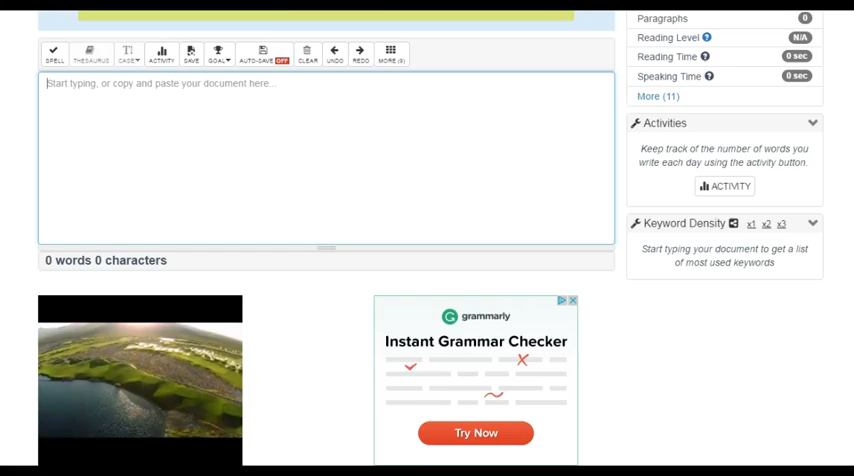 Paragraphs 0
Reading Level N/A
Reading Time 0 sec
Speaking Time 0 sec
More (11)
SPELL THESAURUS CASE ACTIVITY SAVE GOAL AUTO-SAVE OFF CLEAR UNDO REDO MORE (9)
Start typing, or copy and paste your document here...
0 words 0 characters
Activities
Keep track of the number of words you
write each day using the activity button.
ACTIVITY
Keyword Density x1 x2 x3
Start typing your document to get a list
of most used keywords
grammarly
Instant Grammar Checker
Try Now